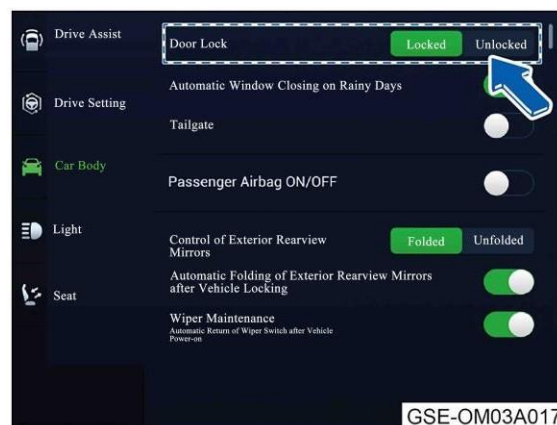 Drive Assist
Door Lock
Locked
Unlocked
Automatic Window Closing on Rainy Days
Drive Setting
Tailgate
Car Body
Passenger Airbag ON/OFF
Light
Control of Exterior Rearview
Mirrors
Folded
Unfolded
Automatic Folding of Exterior Rearview Mirrors
after Vehicle Locking
Seat
Wiper Maintenance
Automatic Return of Wiper Switch after Vehicle
Power-on
GSE-OM03A017